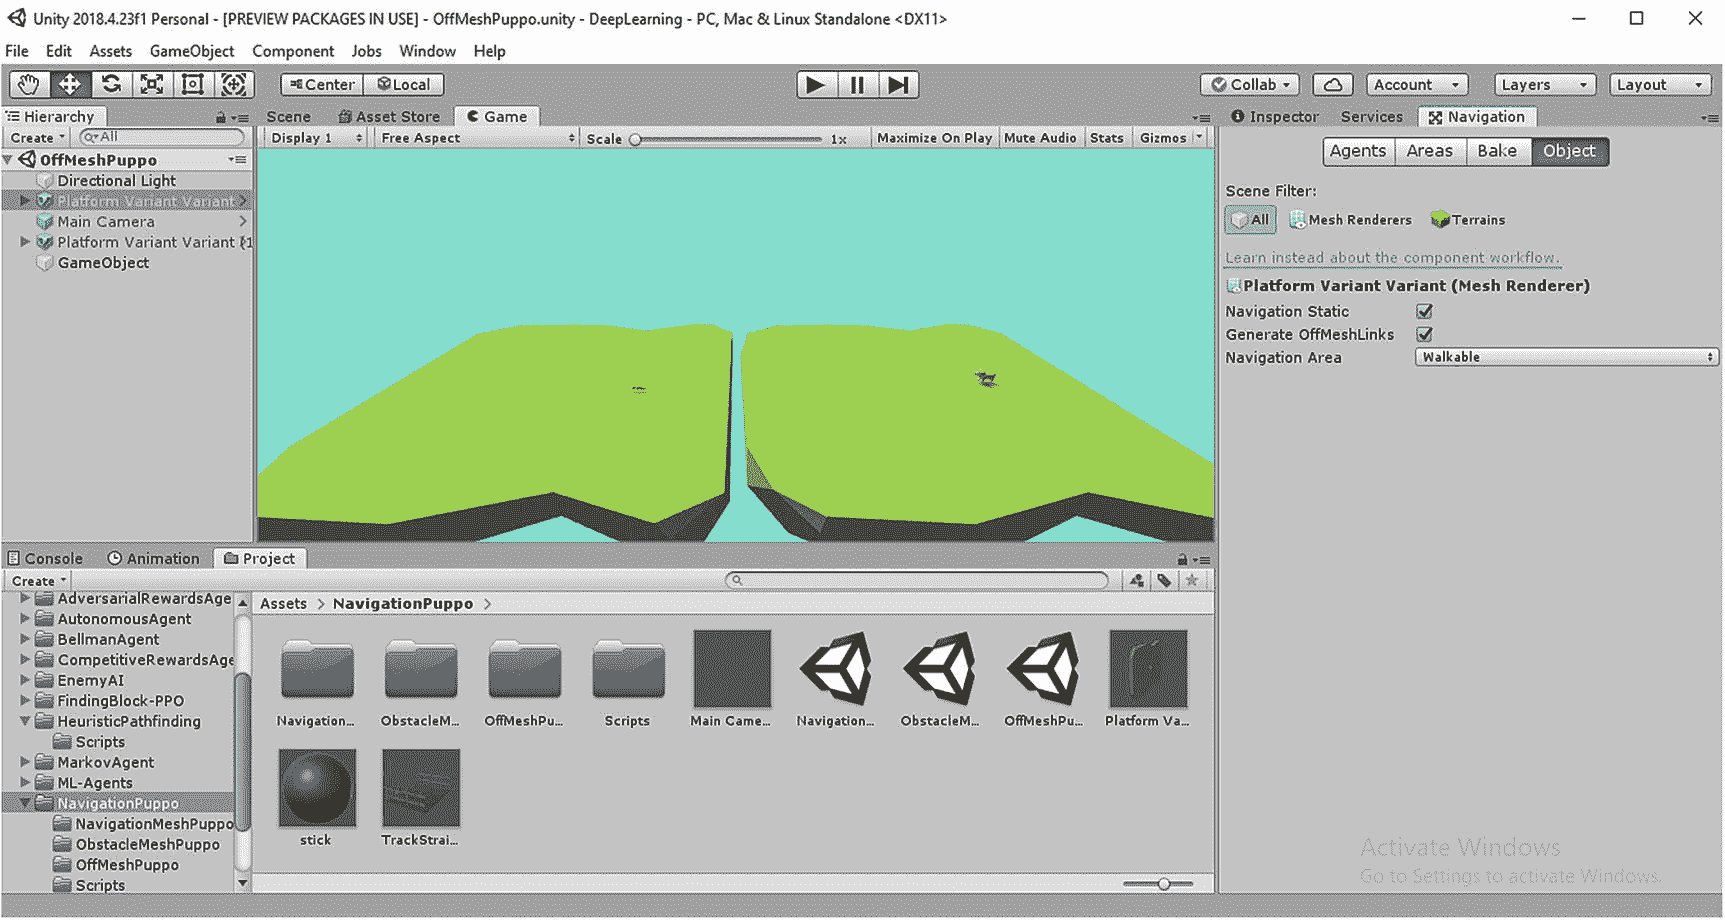 Unity 2018.4.23f1 Personal - [PREVIEW PACKAGES IN USE] - OffMeshPuppo.unity - DeepLearning - PC, Mac & Linux Standalone <DX11>
File Edit Assets GameObject Component Jobs Window Help
Center Local Collab Account Layers Layout
Hierarchy
Create All
OffMeshPuppo
Directional Light
Platform Variant Variant
Main Camera
Platform Variant Variant (1
GameObject
Scene Asset Store Game
Display 1 Free Aspect Scale 1x Maximize On Play Mute Audio Stats Gizmos
Inspector Services Navigation
Agents Areas Bake Object
Scene Filter:
All Mesh Renderers Terrains
Learn instead about the component workflow.
Platform Variant Variant (Mesh Renderer)
Navigation Static
Generate OffMeshLinks
Navigation Area Walkable
Console Animation Project
Create
AdversarialRewardsAge
AutonomousAgent
BellmanAgent
CompetitiveRewardsAge
EnemyAI
FindingBlock-PPO
HeuristicPathfinding
Scripts
MarkovAgent
ML-Agents
NavigationPuppo
NavigationMeshPuppo
ObstacleMeshPuppo
OffMeshPuppo
Scripts
Assets > NavigationPuppo >
Navigation... ObstacleM... OffMeshPu... Scripts Main Came... Navigation... ObstacleM... OffMeshPu... Platform Va...
stick TrackStrai...
Activate Windows
Go to Settings to activate Windows.